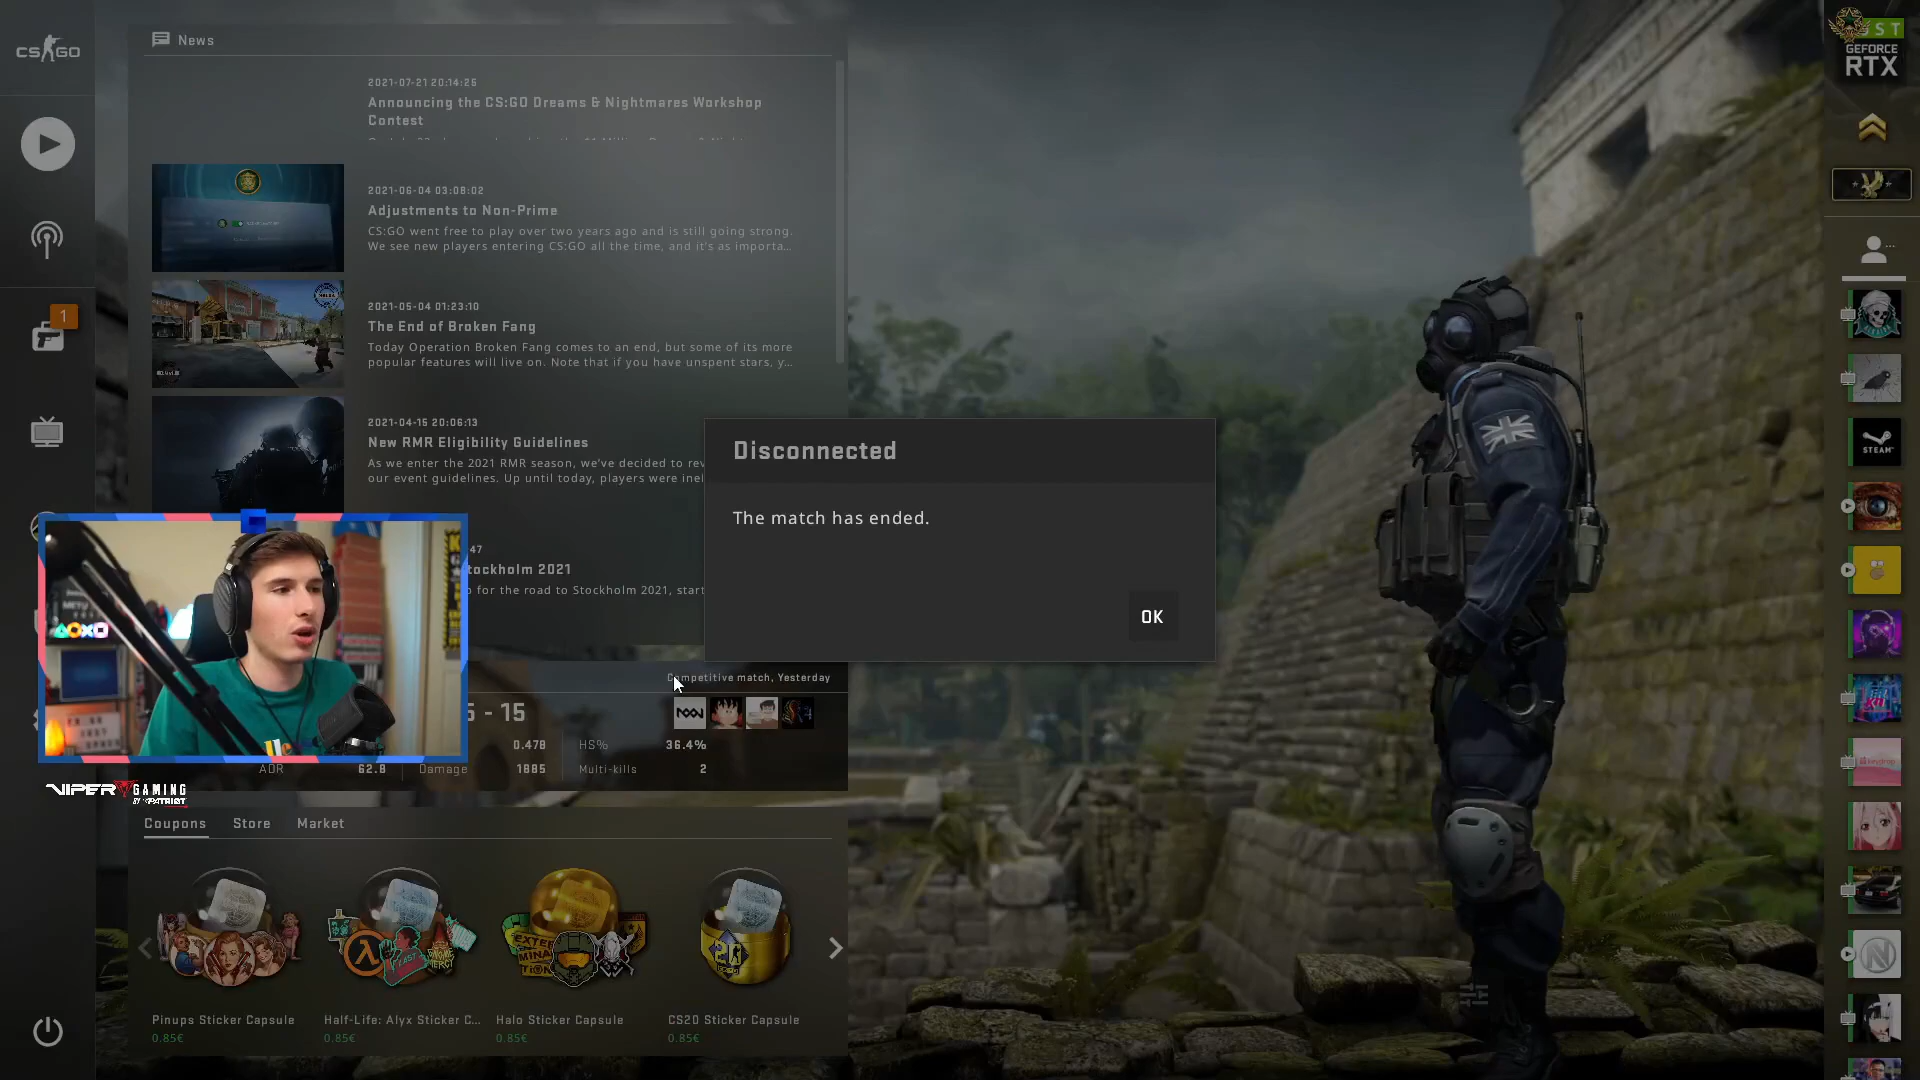 CS GO
News
2021-07-21 20:14:25
Announcing the CS:GO Dreams & Nightmares Workshop
Contest
2021-06-04 03:08:02
Adjustments to Non-Prime
CS:GO went free to play over two years ago and is still going strong.
We see new players entering CS:GO all the time, and it's as importa...
2021-05-04 01:23:10
The End of Broken Fang
Today Operation Broken Fang comes to an end, but some of its more
popular features will live on. Note that if you have unspent stars, y...
2021-04-15 20:06:13
New RMR Eligibility Guidelines
As we enter the 2021 RMR season, we've decided to rev
our event guidelines. Up until today, players were inel
47
tockholm 2021
for the road to Stockholm 2021, start
1
Disconnected
The match has ended.
OK
Competitive match, Yesterday
5 - 15
0.478
HS%
36.4%
ADR
62.8
Damage
1885
Multi-kills
2
VIPER GAMING
BY PATRIOT
Coupons
Store
Market
Pinups Sticker Capsule
0.85€
Half-Life: Alyx Sticker C...
0.85€
Halo Sticker Capsule
0.85€
CS20 Sticker Capsule
0.85€
GEFORCE
RTX
STEAM
keydrop